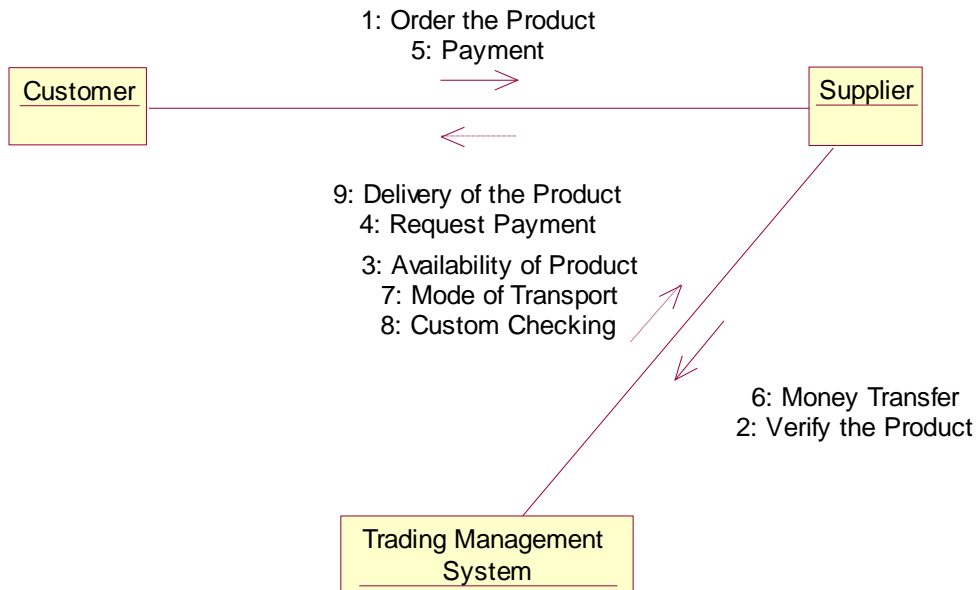 1: Order the Product
5: Payment
Customer
Supplier
9: Delivery of the Product
4: Request Payment
3: Availability of Product
7: Mode of Transport
8: Custom Checking
6: Money Transfer
2: Verify the Product
Trading Management
System